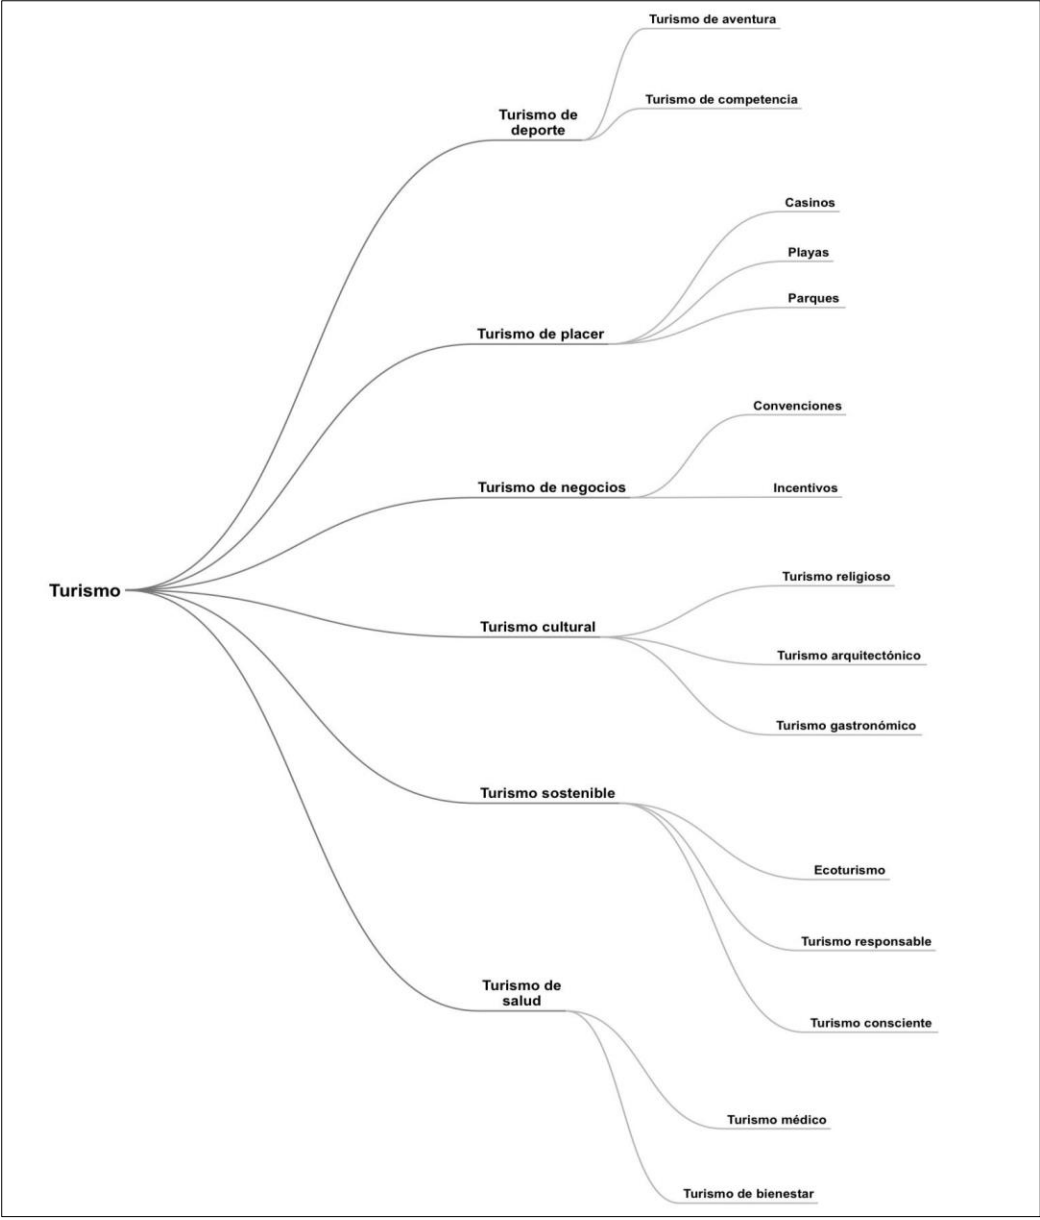 Turismo de aventura
Turismo de competencia
Turismo de
deporte
Casinos
Playas
Parques
Turismo de placer
Convenciones
Turismo de negocios
Incentivos
Turismo religioso
Turismo
Turismo cultural
Turismo arquitectónico
Turismo gastronómico
Turismo sostenible
Ecoturismo
Turismo responsable
Turismo de
salud
Turismo consciente
Turismo médico
Turismo de bienestar